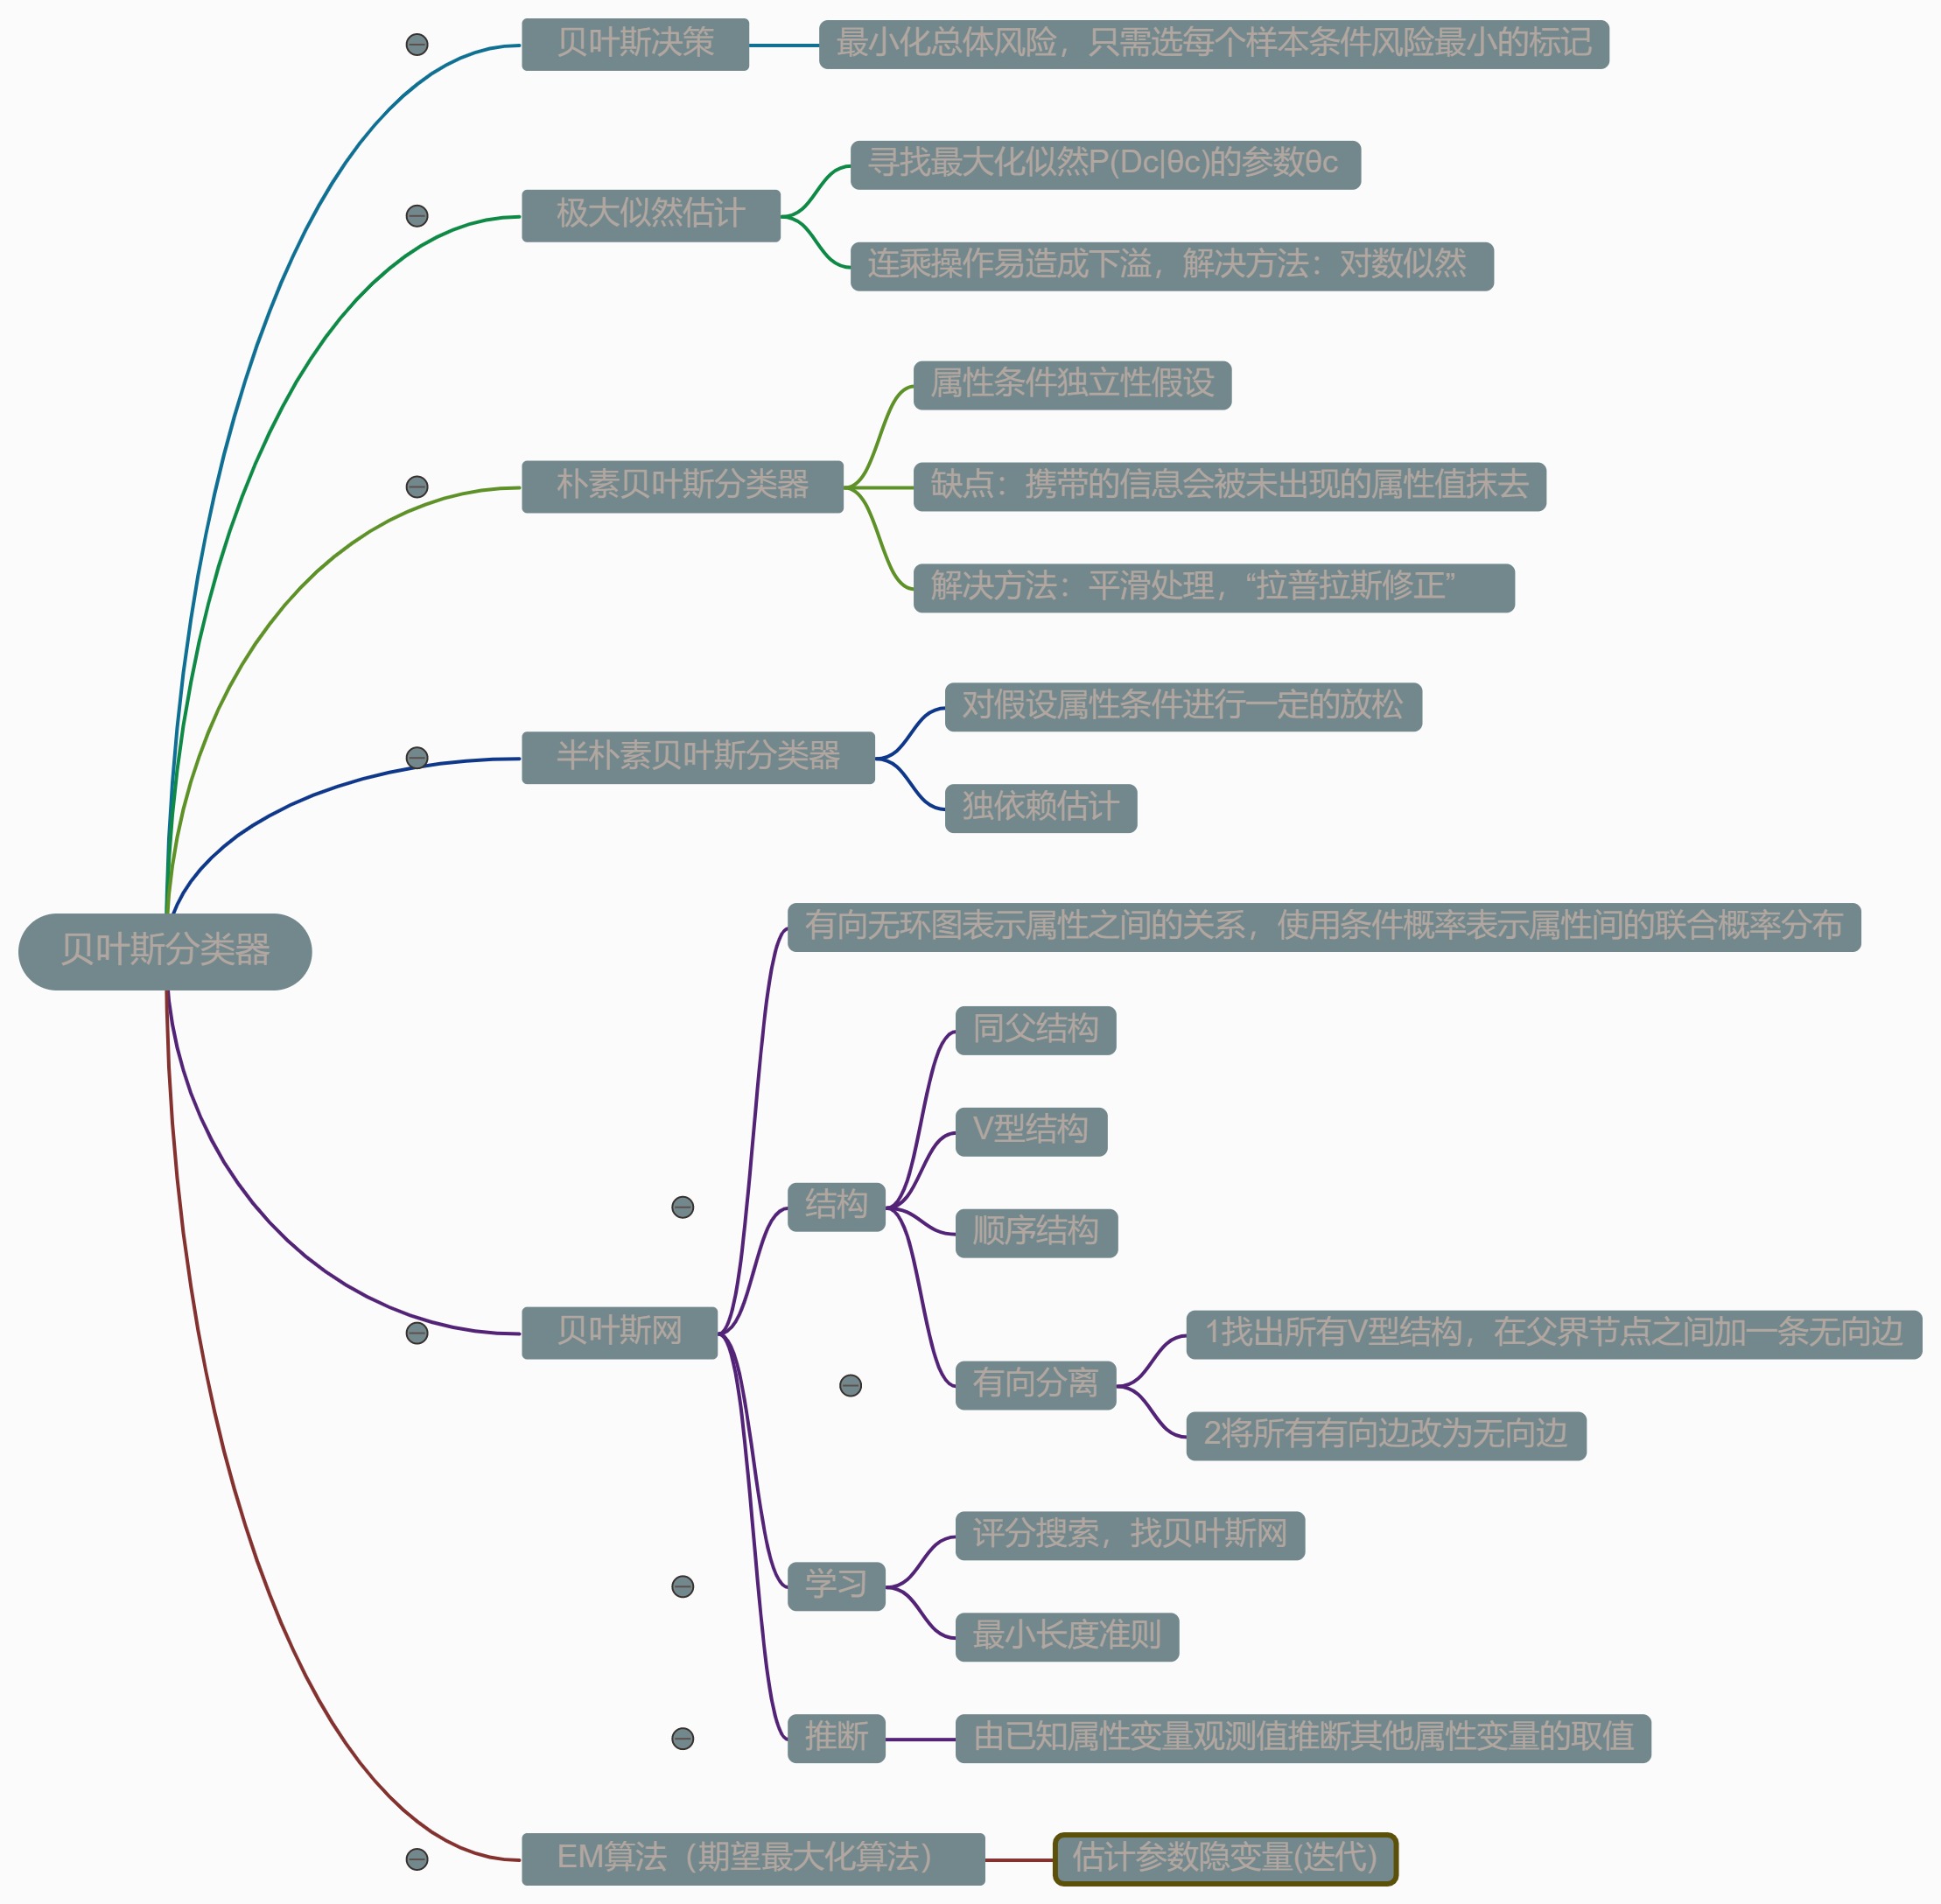 贝叶斯决策
最小化总体风险，只需选每个样本条件风险最小的标记
极大似然估计
寻找最大化似然P(Dc|θc)的参数θc
连乘操作易造成下溢，解决方法：对数似然
朴素贝叶斯分类器
属性条件独立性假设
缺点：携带的信息会被未出现的属性值抹去
解决方法：平滑处理，“拉普拉斯修正”
半朴素贝叶斯分类器
对假设属性条件进行一定的放松
独依赖估计
贝叶斯分类器
贝叶斯网
有向无环图表示属性之间的关系，使用条件概率表示属性间的联合概率分布
结构
同父结构
V型结构
顺序结构
有向分离
1找出所有V型结构，在父界节点之间加一条无向边
2将所有有向边改为无向边
学习
评分搜索，找贝叶斯网
最小长度准则
推断
由已知属性变量观测值推断其他属性变量的取值
EM算法（期望最大化算法）
估计参数隐变量(迭代)